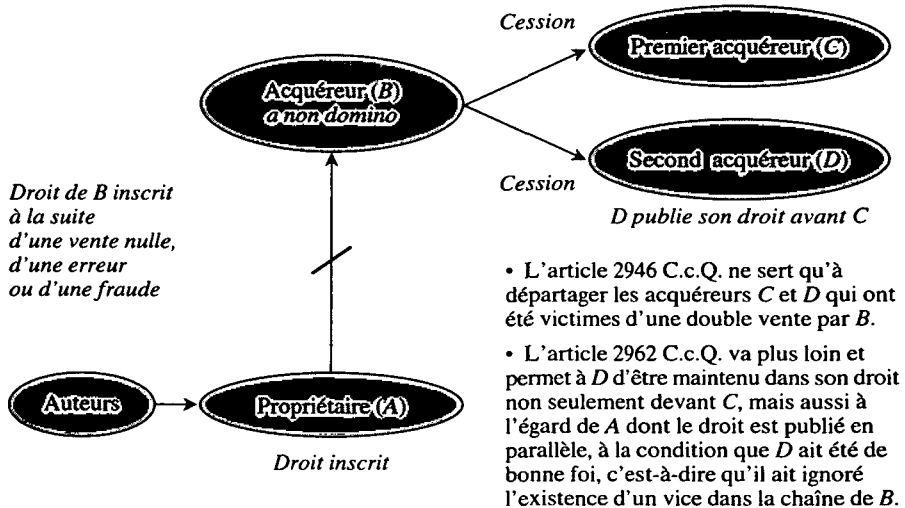 Cession
Premier acquéreur (C)
Acquéreur (B)
a non domino
Second acquéreur (D)
Cession
D publie son droit avant C
Droit de B inscrit
à la suite
d'une vente nulle,
d'une erreur
ou d'une fraude
• L'article 2946 C.c.Q. ne sert qu'à
départager les acquéreurs C et D qui ont
été victimes d'une double vente par B.
• L'article 2962 C.c.Q. va plus loin et
permet à D d'être maintenu dans son droit
non seulement devant C, mais aussi à
l'égard de A dont le droit est publié en
parallèle, à la condition que D ait été de
bonne foi, c'est-à-dire qu'il ait ignoré
l'existence d'un vice dans la chaîne de B.
Auteurs
Propriétaire (A)
Droit inscrit